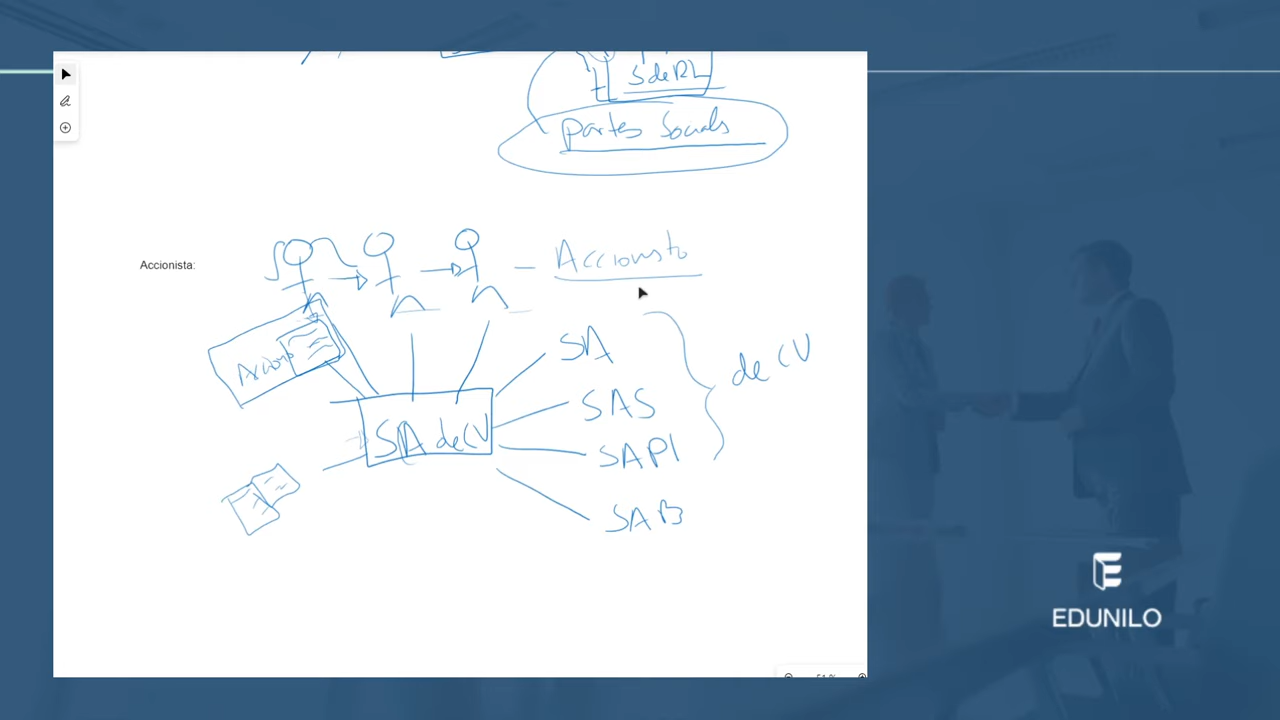 S de RL
Partes Sociales
Accionista:
Accionista
SA
de CV
SAS
SA de CV
SAPI
SAB
EDUNILO